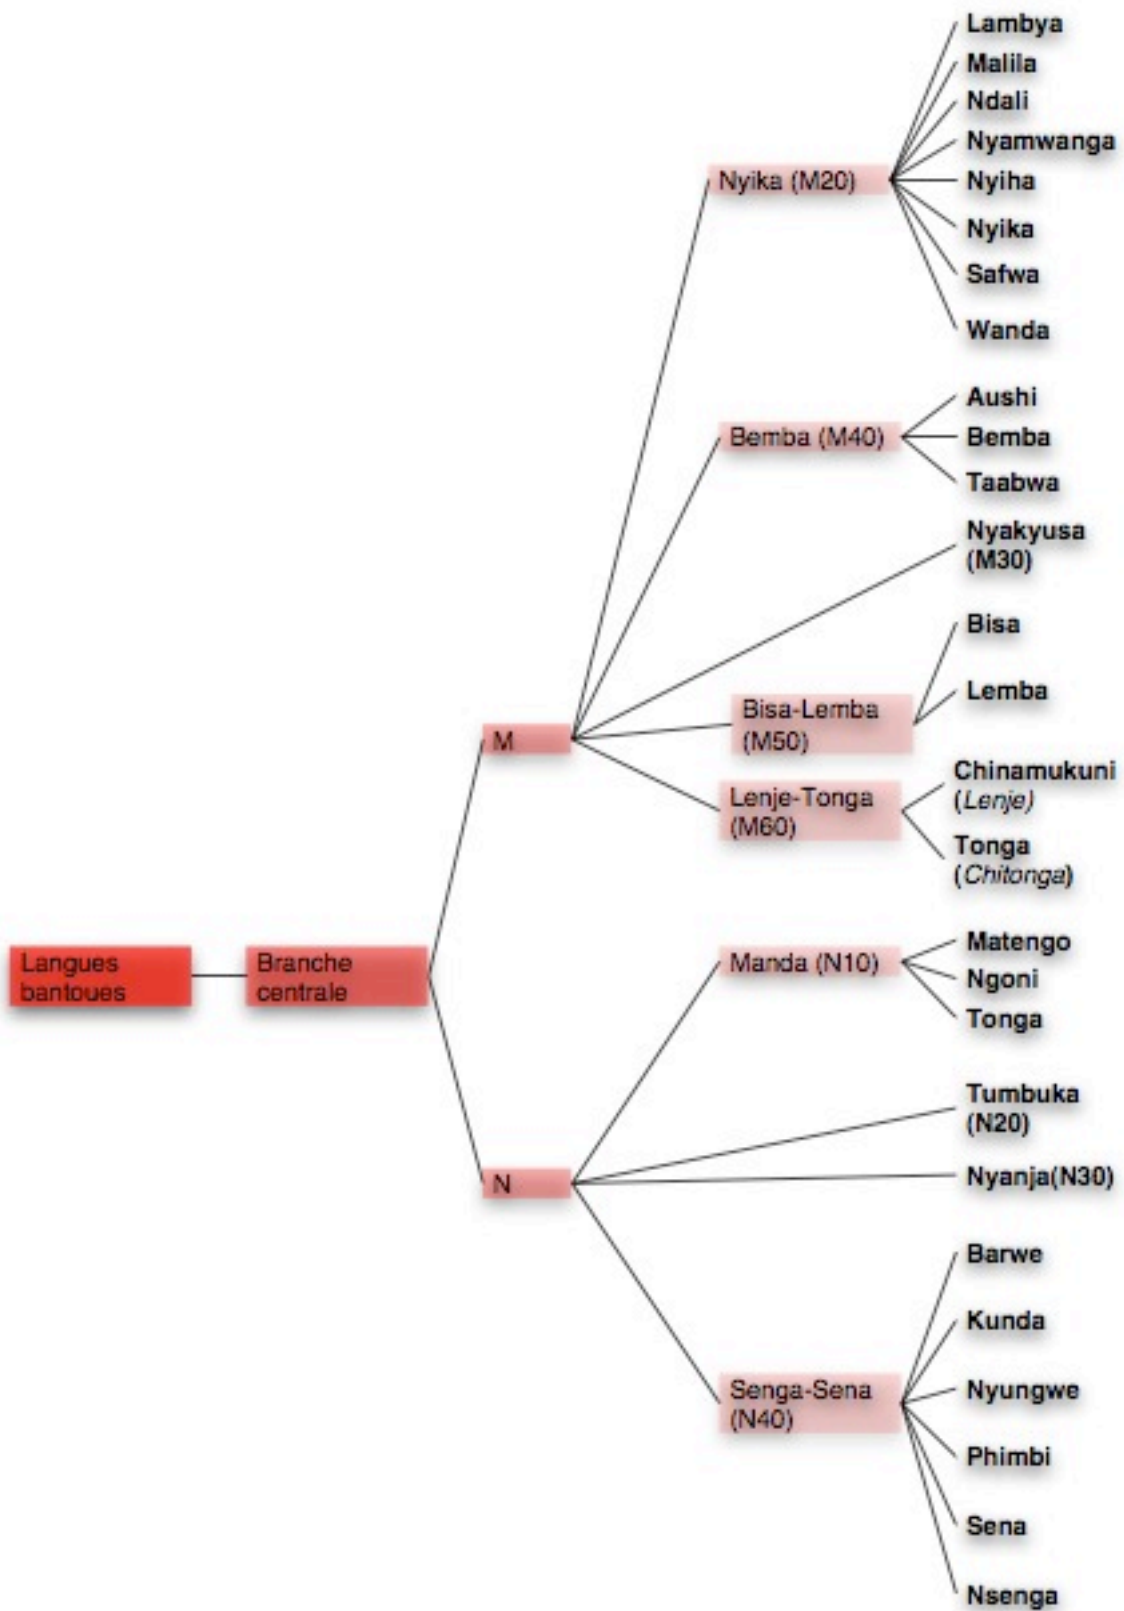 Lambya
Malila
Ndali
Nyamwanga
Nyika (M20)
Nyiha
Nyika
Safwa
Wanda
Aushi
Bemba (M40)
Bemba
Taabwa
Nyakyusa
(M30)
Bisa
Lemba
Bisa-Lemba
(M50)
M
Chinamukuni
(Lenje)
Lenje-Tonga
(M60)
Tonga
(Chitonga)
Langues
bantoues
Branche
centrale
Manda (N10)
Matengo
Ngoni
Tonga
Tumbuka
(N20)
N
Nyanja(N30)
Barwe
Kunda
Senga-Sena
(N40)
Nyungwe
Phimbi
Sena
Nsenga